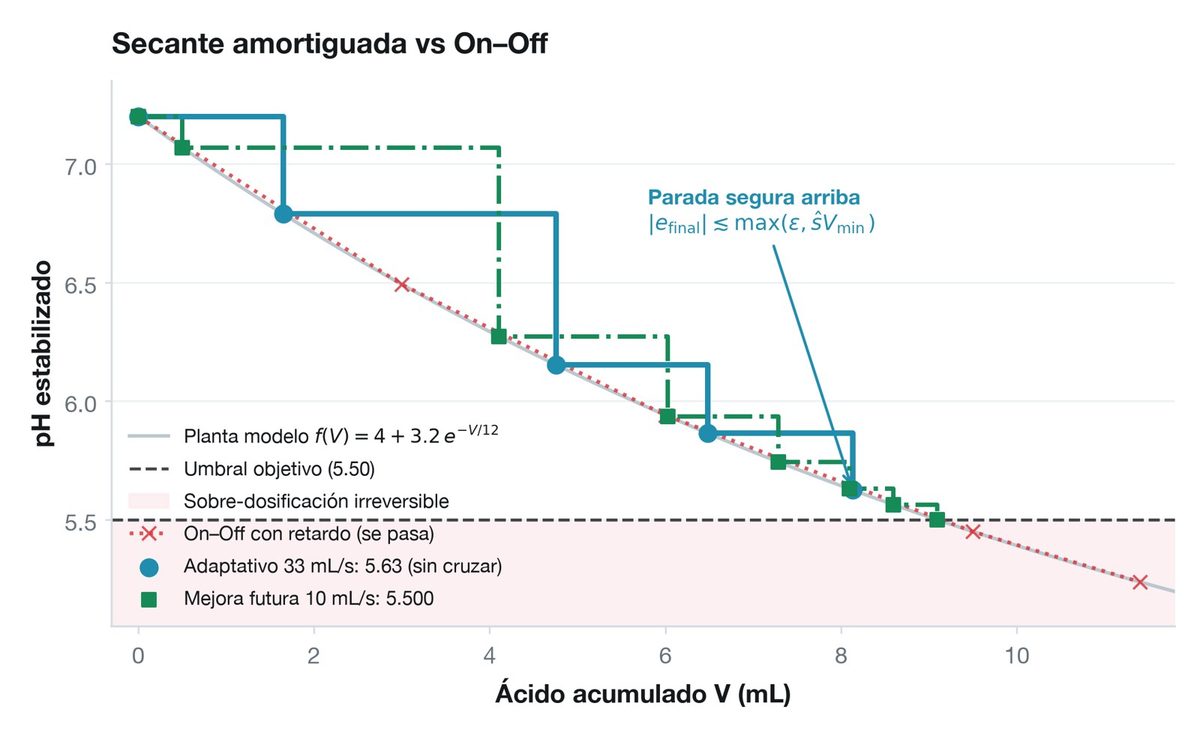 Secante amortiguada vs On–Off
pH estabilizado
7.0
6.5
6.0
5.5
Parada segura arriba
|e_final| ≲ max(ε, ŝV_min)
Planta modelo f(V) = 4 + 3.2 e^{−V/12}
Umbral objetivo (5.50)
Sobre-dosificación irreversible
On–Off con retardo (se pasa)
Adaptativo 33 mL/s: 5.63 (sin cruzar)
Mejora futura 10 mL/s: 5.500
0 2 4 6 8 10
Ácido acumulado V (mL)